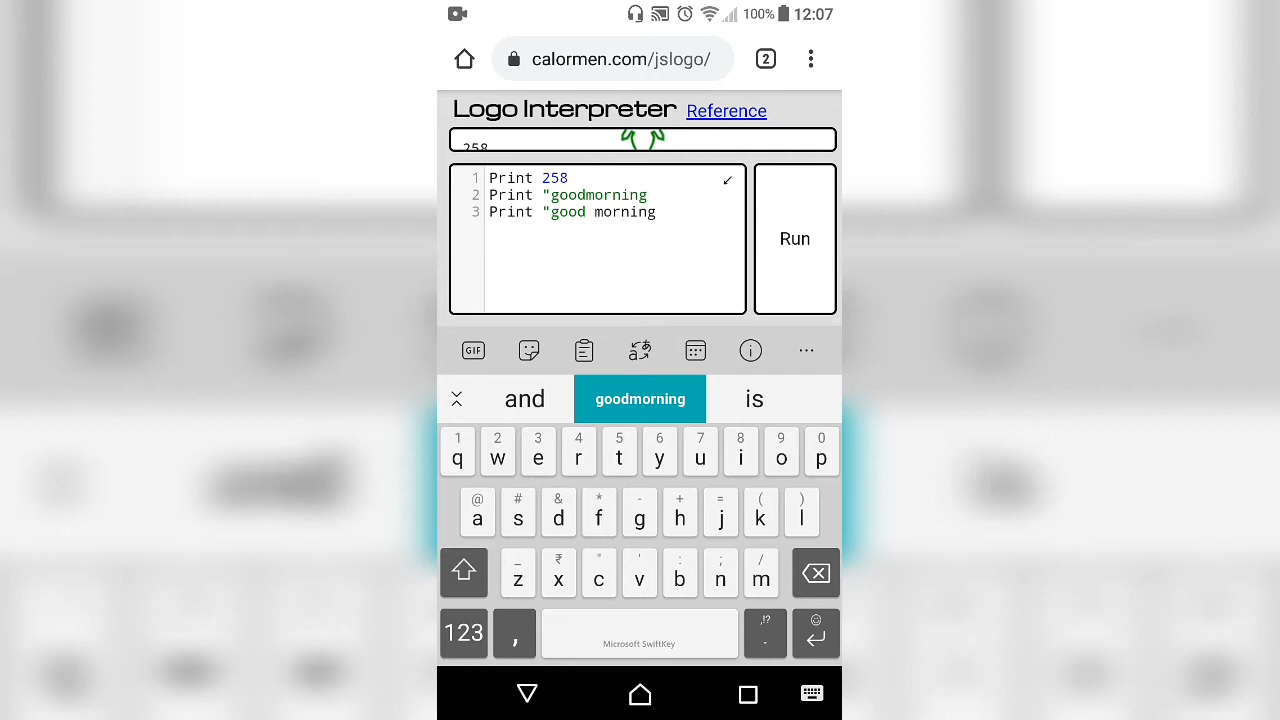 100% 12:07
calormen.com/jslogo/ 2
Logo Interpreter Reference
258
1 Print 258
2 Print "goodmorning
3 Print "good morning
Run
GIF
and goodmorning is
1 2 3 4 5 6 7 8 9 0
q w e r t y u i o p
@ # & * - + = ( )
a s d f g h j k l
_ ₹ " ' : ; /
z x c v b n m
123 , Microsoft SwiftKey ,!? .